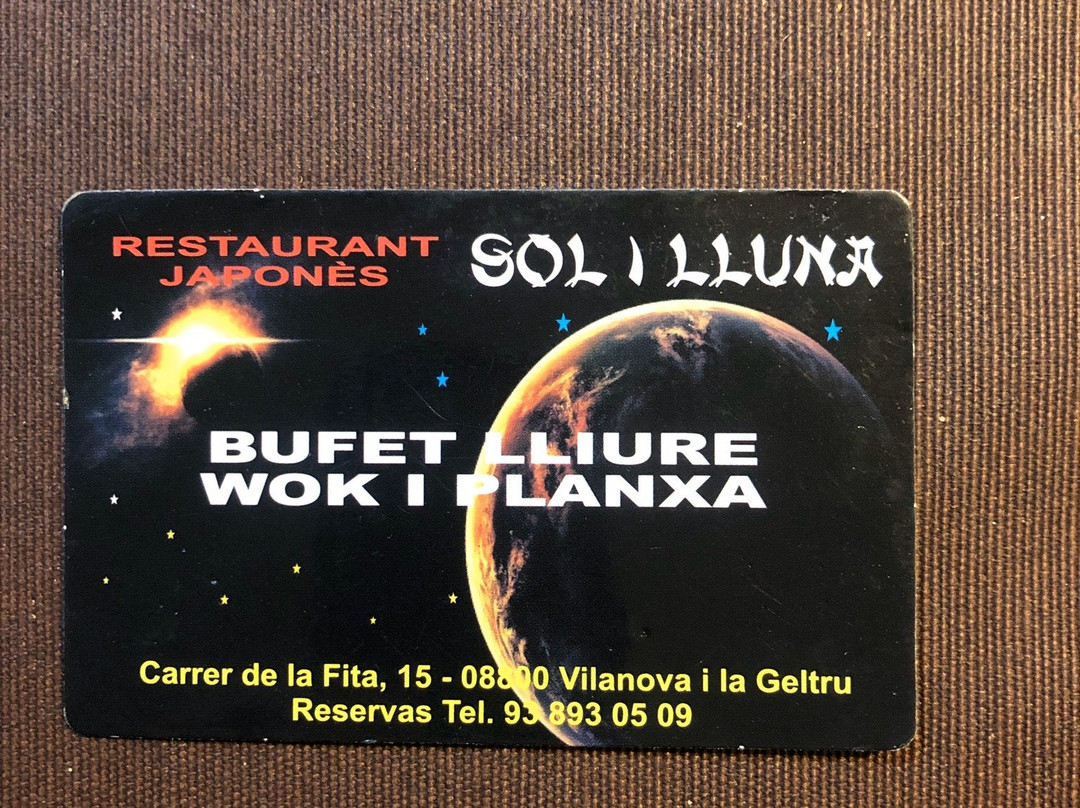 RESTAURANT
JAPONÈS
SOL I LLUNA
BUFET LLIURE
WOK I PLANXA
Carrer de la Fita, 15 - 08800 Vilanova i la Geltru
Reservas Tel. 93 893 05 09